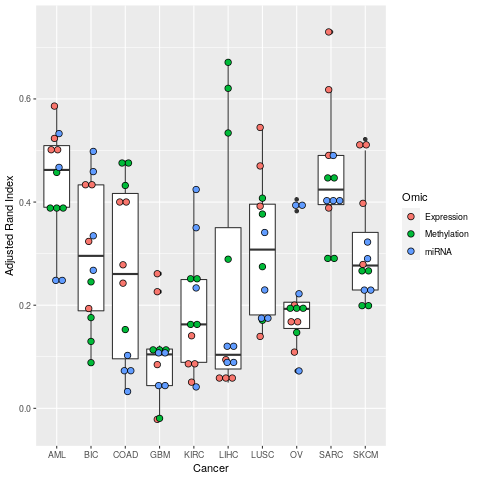 Adjusted Rand Index
0.6
0.4
0.2
0.0
AML BIC COAD GBM KIRC LIHC LUSC OV SARC SKCM
Cancer
Omic
Expression
Methylation
miRNA